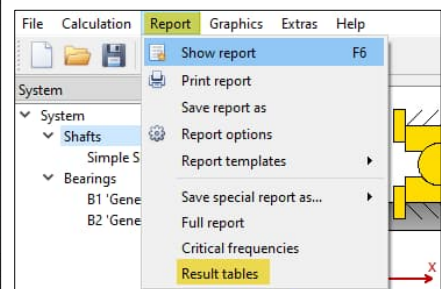 File Calculation Report Graphics Extras Help
System
System
Shafts
Simple S
Bearings
B1 'Gene
B2 'Gene
Show report F6
Print report
Save report as
Report options
Report templates
Save special report as...
Full report
Critical frequencies
Result tables
x